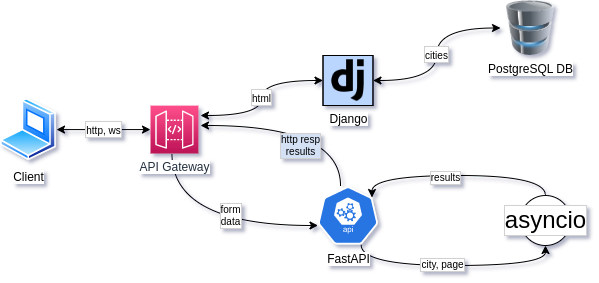 PostgreSQL DB
cities
dj
Django
html
http, ws
Client
API Gateway
http resp
results
form
data
api
FastAPI
results
asyncio
city, page